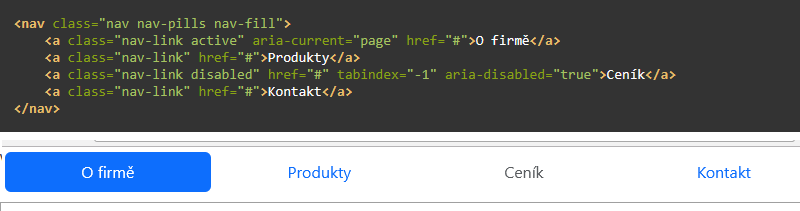 <nav class="nav nav-pills nav-fill">
    <a class="nav-link active" aria-current="page" href="#">O firmě</a>
    <a class="nav-link" href="#">Produkty</a>
    <a class="nav-link disabled" href="#" tabindex="-1" aria-disabled="true">Ceník</a>
    <a class="nav-link" href="#">Kontakt</a>
</nav>
O firmě Produkty Ceník Kontakt